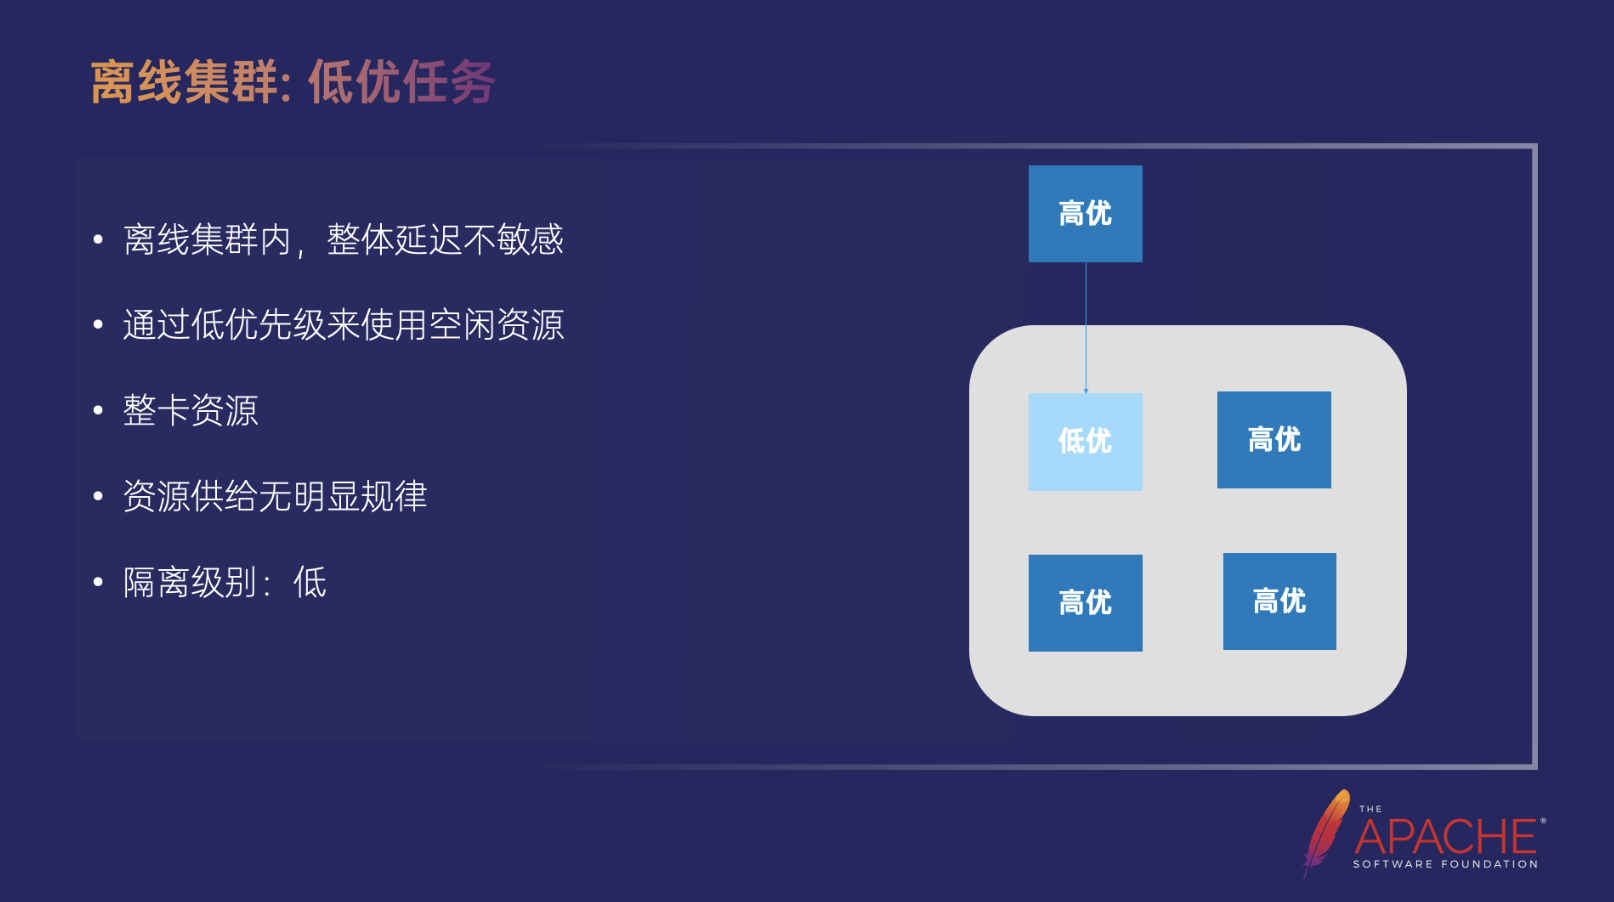 离线集群: 低优任务
• 离线集群内，整体延迟不敏感
• 通过低优先级来使用空闲资源
• 整卡资源
• 资源供给无明显规律
• 隔离级别：低
高优
低优
高优
高优
高优
THE
APACHE®
SOFTWARE FOUNDATION